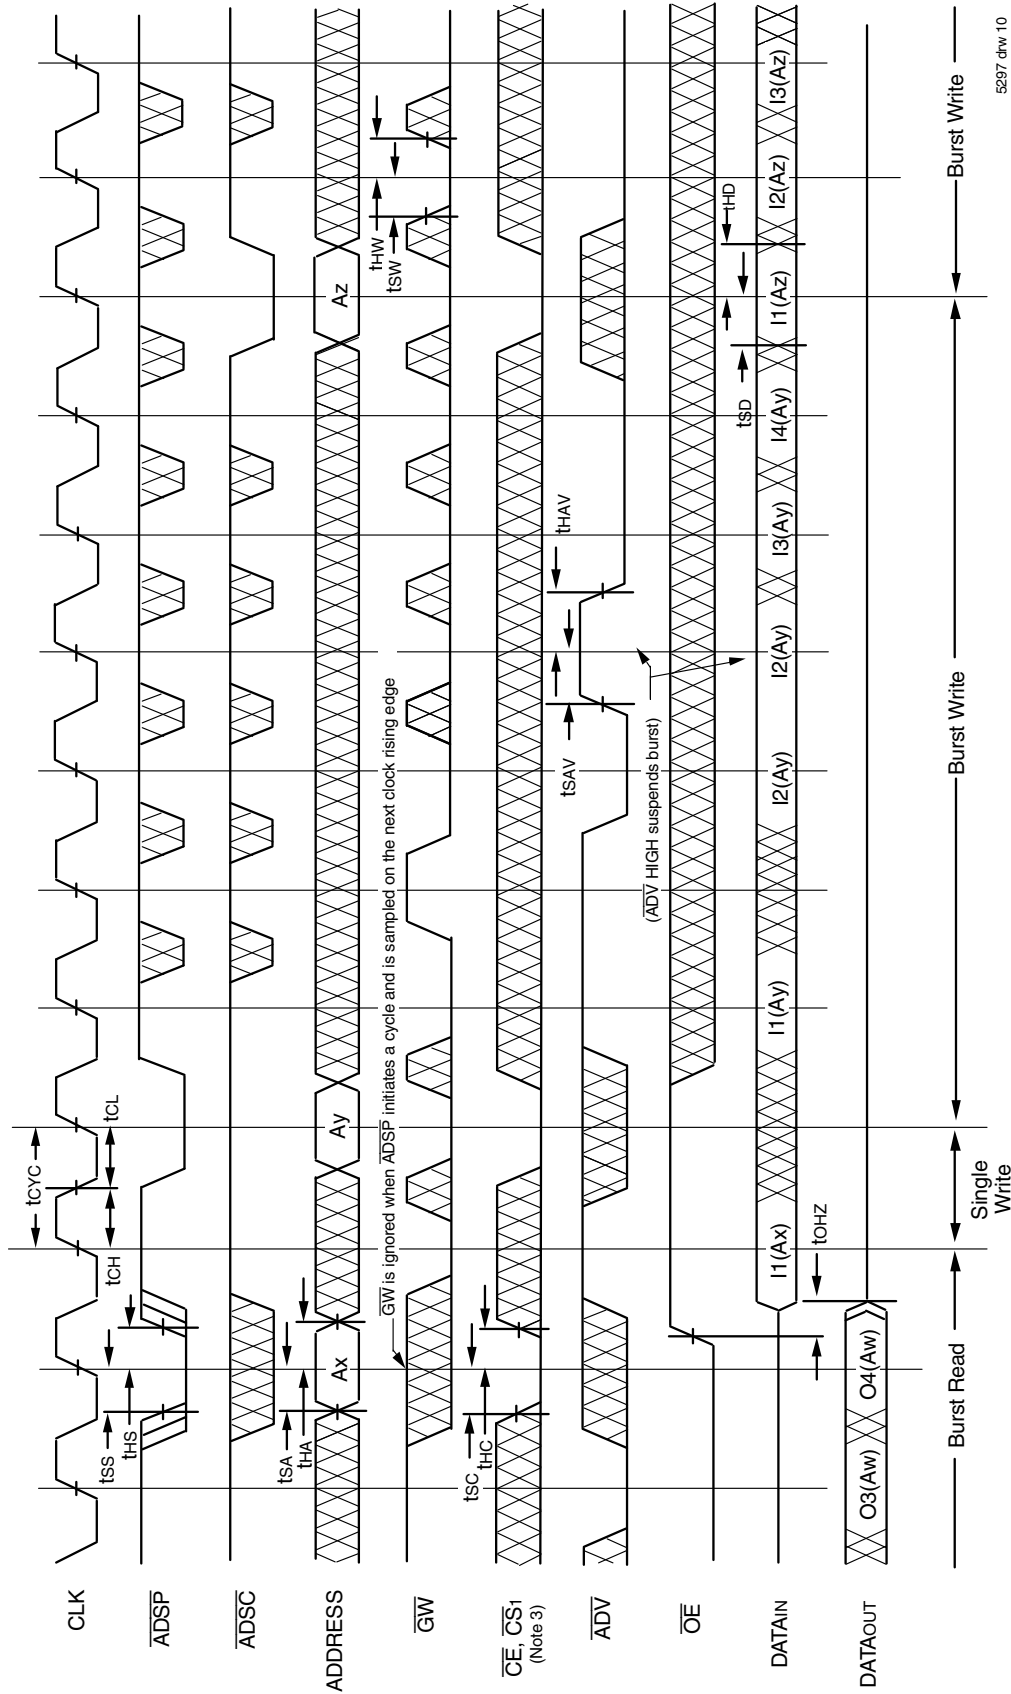 CLK
tCYC
tCH
tCL
ADSP
tSS
tHS
ADSC
ADDRESS
Ax
Ay
Az
tSA
tHA
tHW
tSW
GW
GW is ignored when ADSP initiates a cycle and is sampled on the next clock rising edge
CE, CS1
(Note 3)
tSC
tHC
ADV
tSAV
tHAV
(ADV HIGH suspends burst)
OE
tOHZ
tSD
tHD
DATAIN
I1(Ax)
I1(Ay)
I2(Ay)
I2(Ay)
I3(Ay)
I4(Ay)
I1(Az)
I2(Az)
I3(Az)
DATAOUT
O3(Aw)
O4(Aw)
Burst Read
Single
Write
Burst Write
Burst Write
5297 drw 10